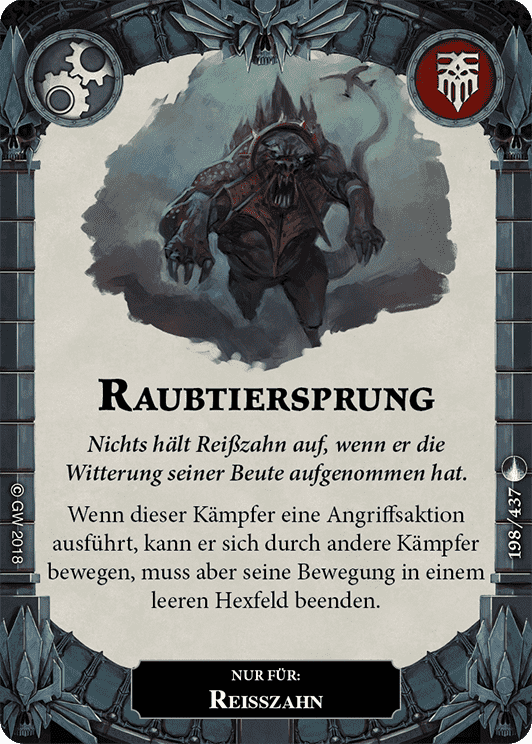 RAUBTIERSPRUNG
Nichts hält Reißzahn auf, wenn er die
Witterung seiner Beute aufgenommen hat.
Wenn dieser Kämpfer eine Angriffsaktion
ausführt, kann er sich durch andere Kämpfer
bewegen, muss aber seine Bewegung in einem
leeren Hexfeld beenden.
© GW 2018
198/437
NUR FÜR:
REISSZAHN